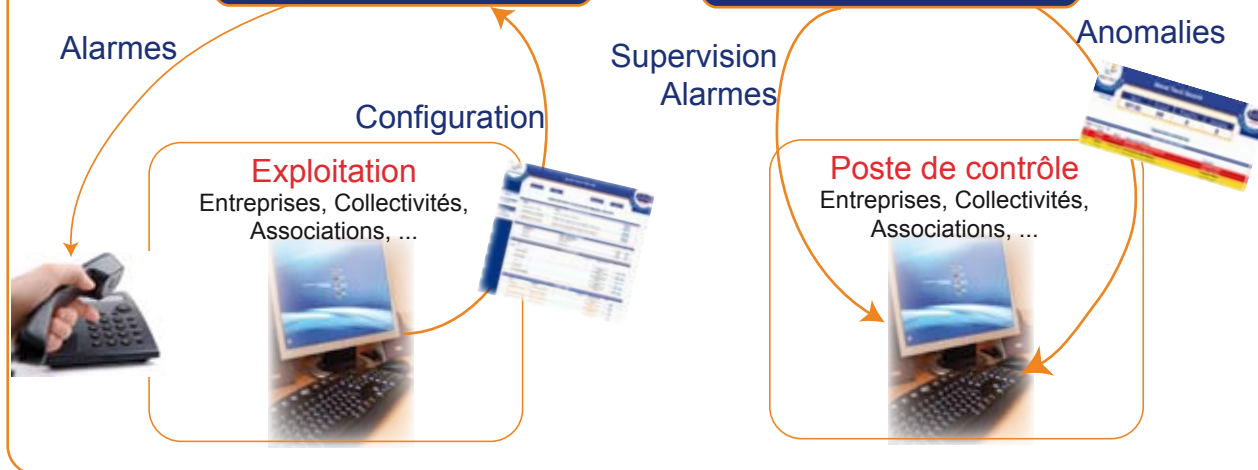 Alarmes
Configuration
Exploitation
Entreprises, Collectivités,
Associations, ...
Supervision
Alarmes
Anomalies
Poste de contrôle
Entreprises, Collectivités,
Associations, ...